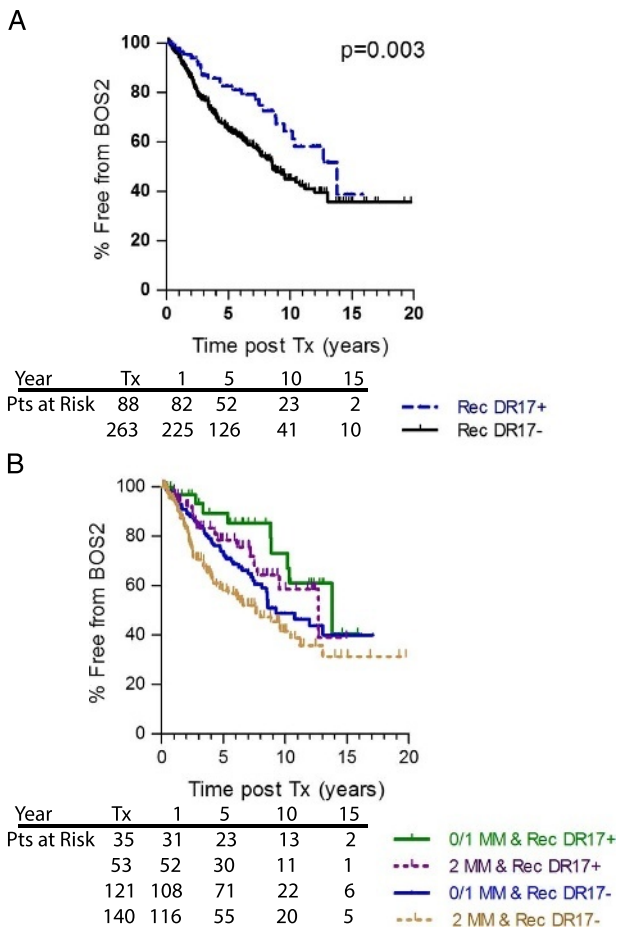 A
p=0.003
100
80
60
40
20
0
% Free from BOS2
0 5 10 15 20
Time post Tx (years)
Year Tx 1 5 10 15
Pts at Risk 88 82 52 23 2
263 225 126 41 10
Rec DR17+
Rec DR17-
B
100
80
60
40
20
0
% Free from BOS2
0 5 10 15 20
Time post Tx (years)
Year Tx 1 5 10 15
Pts at Risk 35 31 23 13 2
53 52 30 11 1
121 108 71 22 6
140 116 55 20 5
0/1 MM & Rec DR17+
2 MM & Rec DR17+
0/1 MM & Rec DR17-
2 MM & Rec DR17-